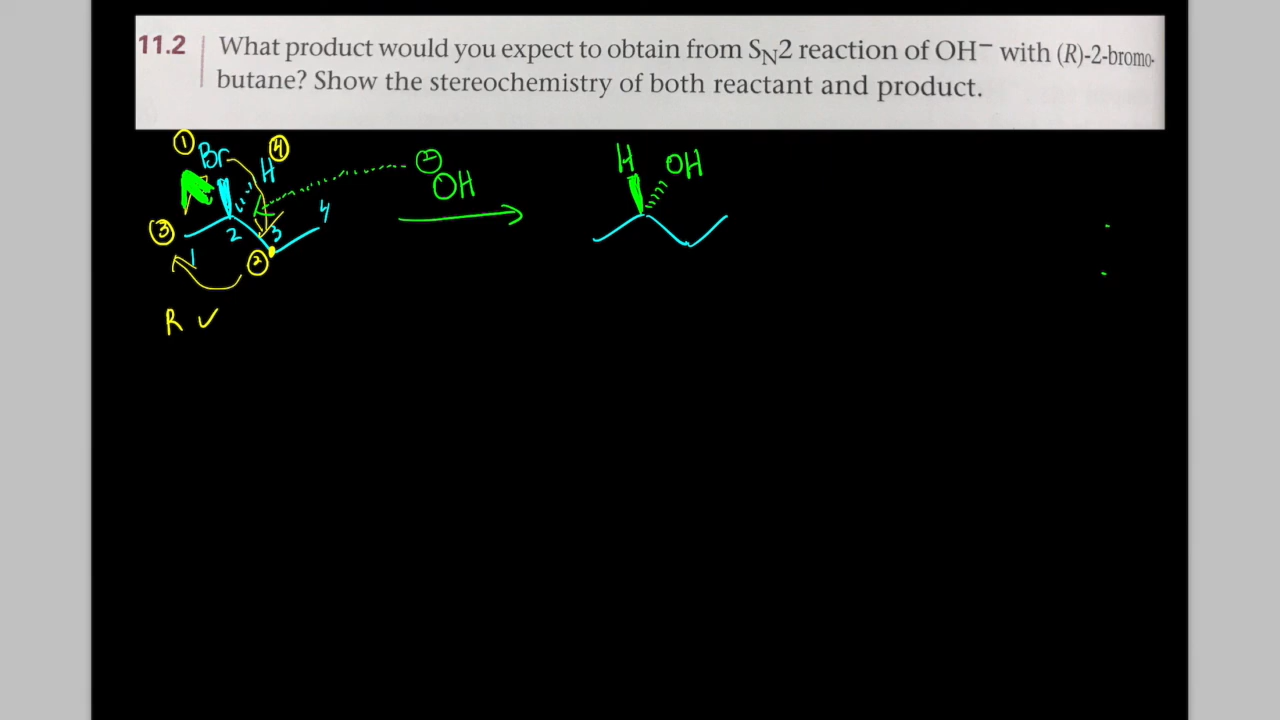 11.2 What product would you expect to obtain from SN2 reaction of OH⁻ with (R)-2-bromo-
butane? Show the stereochemistry of both reactant and product.
① Br H ④ ⊖ OH H OH
③ 1 2 3 4
②
R ✓